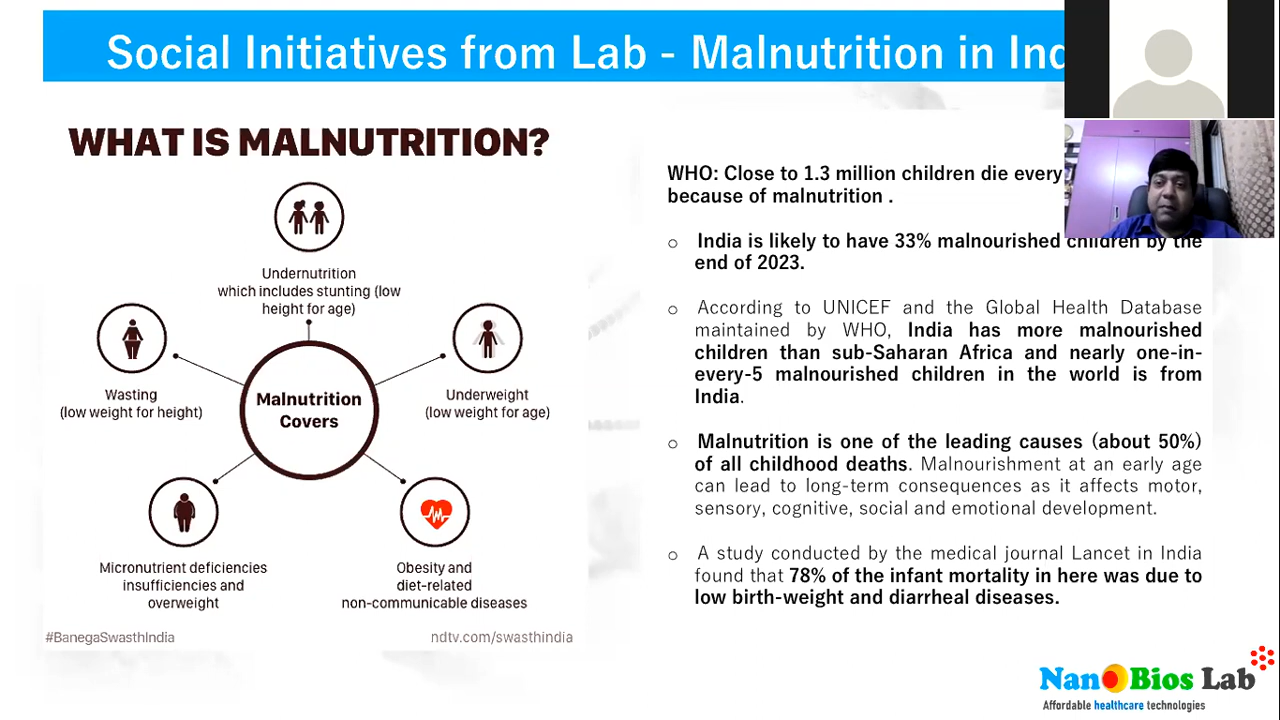 Social Initiatives from Lab - Malnutrition in
WHAT IS MALNUTRITION?
Undernutrition
which includes stunting (low
height for age)
Wasting
(low weight for height)
Underweight
(low weight for age)
Malnutrition
Covers
Micronutrient deficiencies
insufficiencies and
overweight
Obesity and
diet-related
non-communicable diseases
#BanegaSwasthIndia
ndtv.com/swasthindia
WHO: Close to 1.3 million children die every
because of malnutrition .
o India is likely to have 33% malnourished children by the
end of 2023.
o According to UNICEF and the Global Health Database
maintained by WHO, India has more malnourished
children than sub-Saharan Africa and nearly one-in-
every-5 malnourished children in the world is from
India.
o Malnutrition is one of the leading causes (about 50%)
of all childhood deaths. Malnourishment at an early age
can lead to long-term consequences as it affects motor,
sensory, cognitive, social and emotional development.
o A study conducted by the medical journal Lancet in India
found that 78% of the infant mortality in here was due to
low birth-weight and diarrheal diseases.
NanoBios Lab
Affordable healthcare technologies